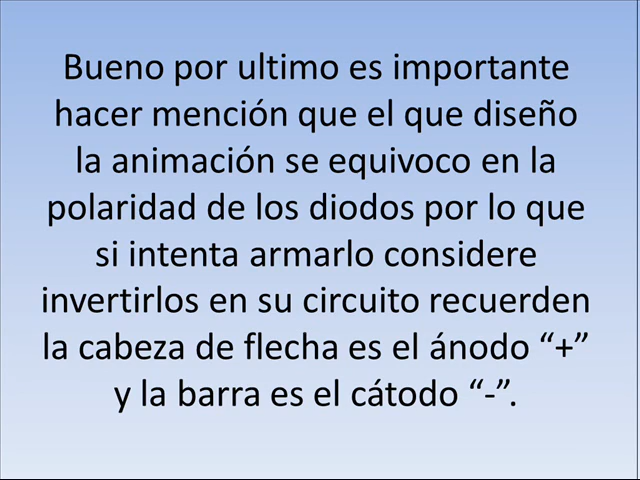 Bueno por ultimo es importante
hacer mención que el que diseño
la animación se equivoco en la
polaridad de los diodos por lo que
si intenta armarlo considere
invertirlos en su circuito recuerden
la cabeza de flecha es el ánodo “+”
y la barra es el cátodo “-”.